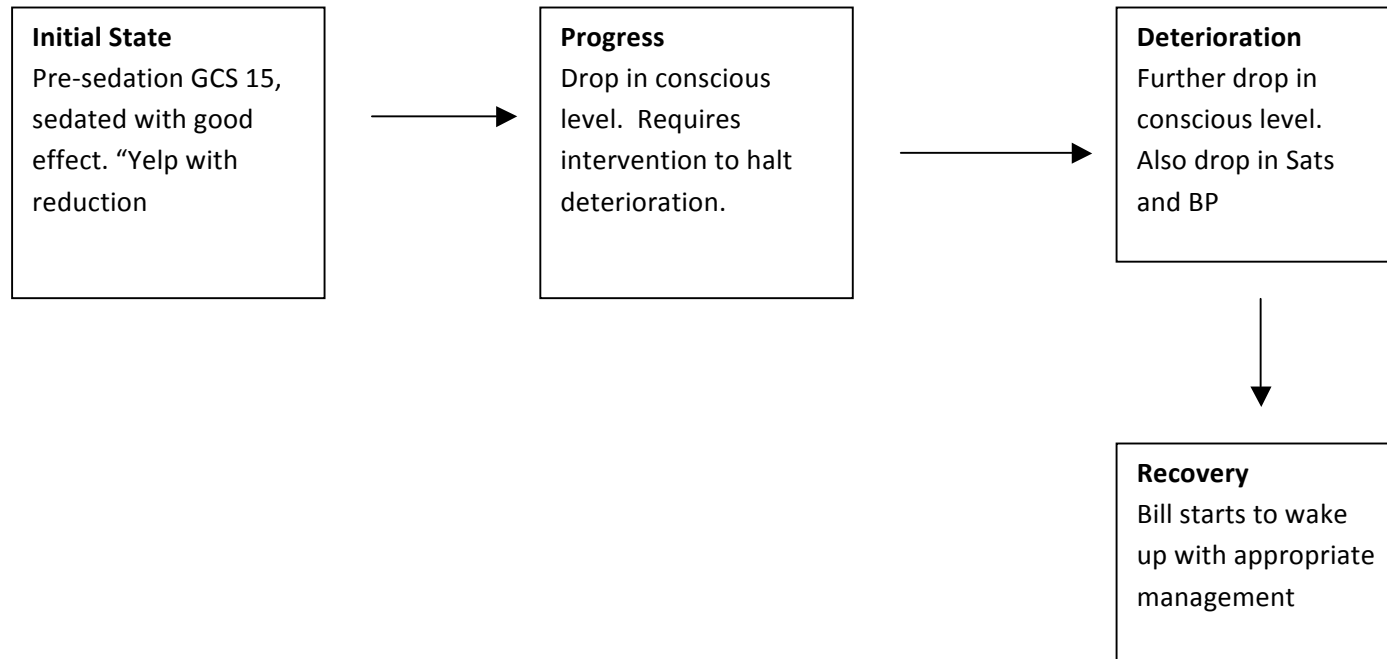 Initial State
Pre-sedation GCS 15,
sedated with good
effect. “Yelp with
reduction
Progress
Drop in conscious
level.  Requires
intervention to halt
deterioration.
Deterioration
Further drop in
conscious level.
Also drop in Sats
and BP
Recovery
Bill starts to wake
up with appropriate
management